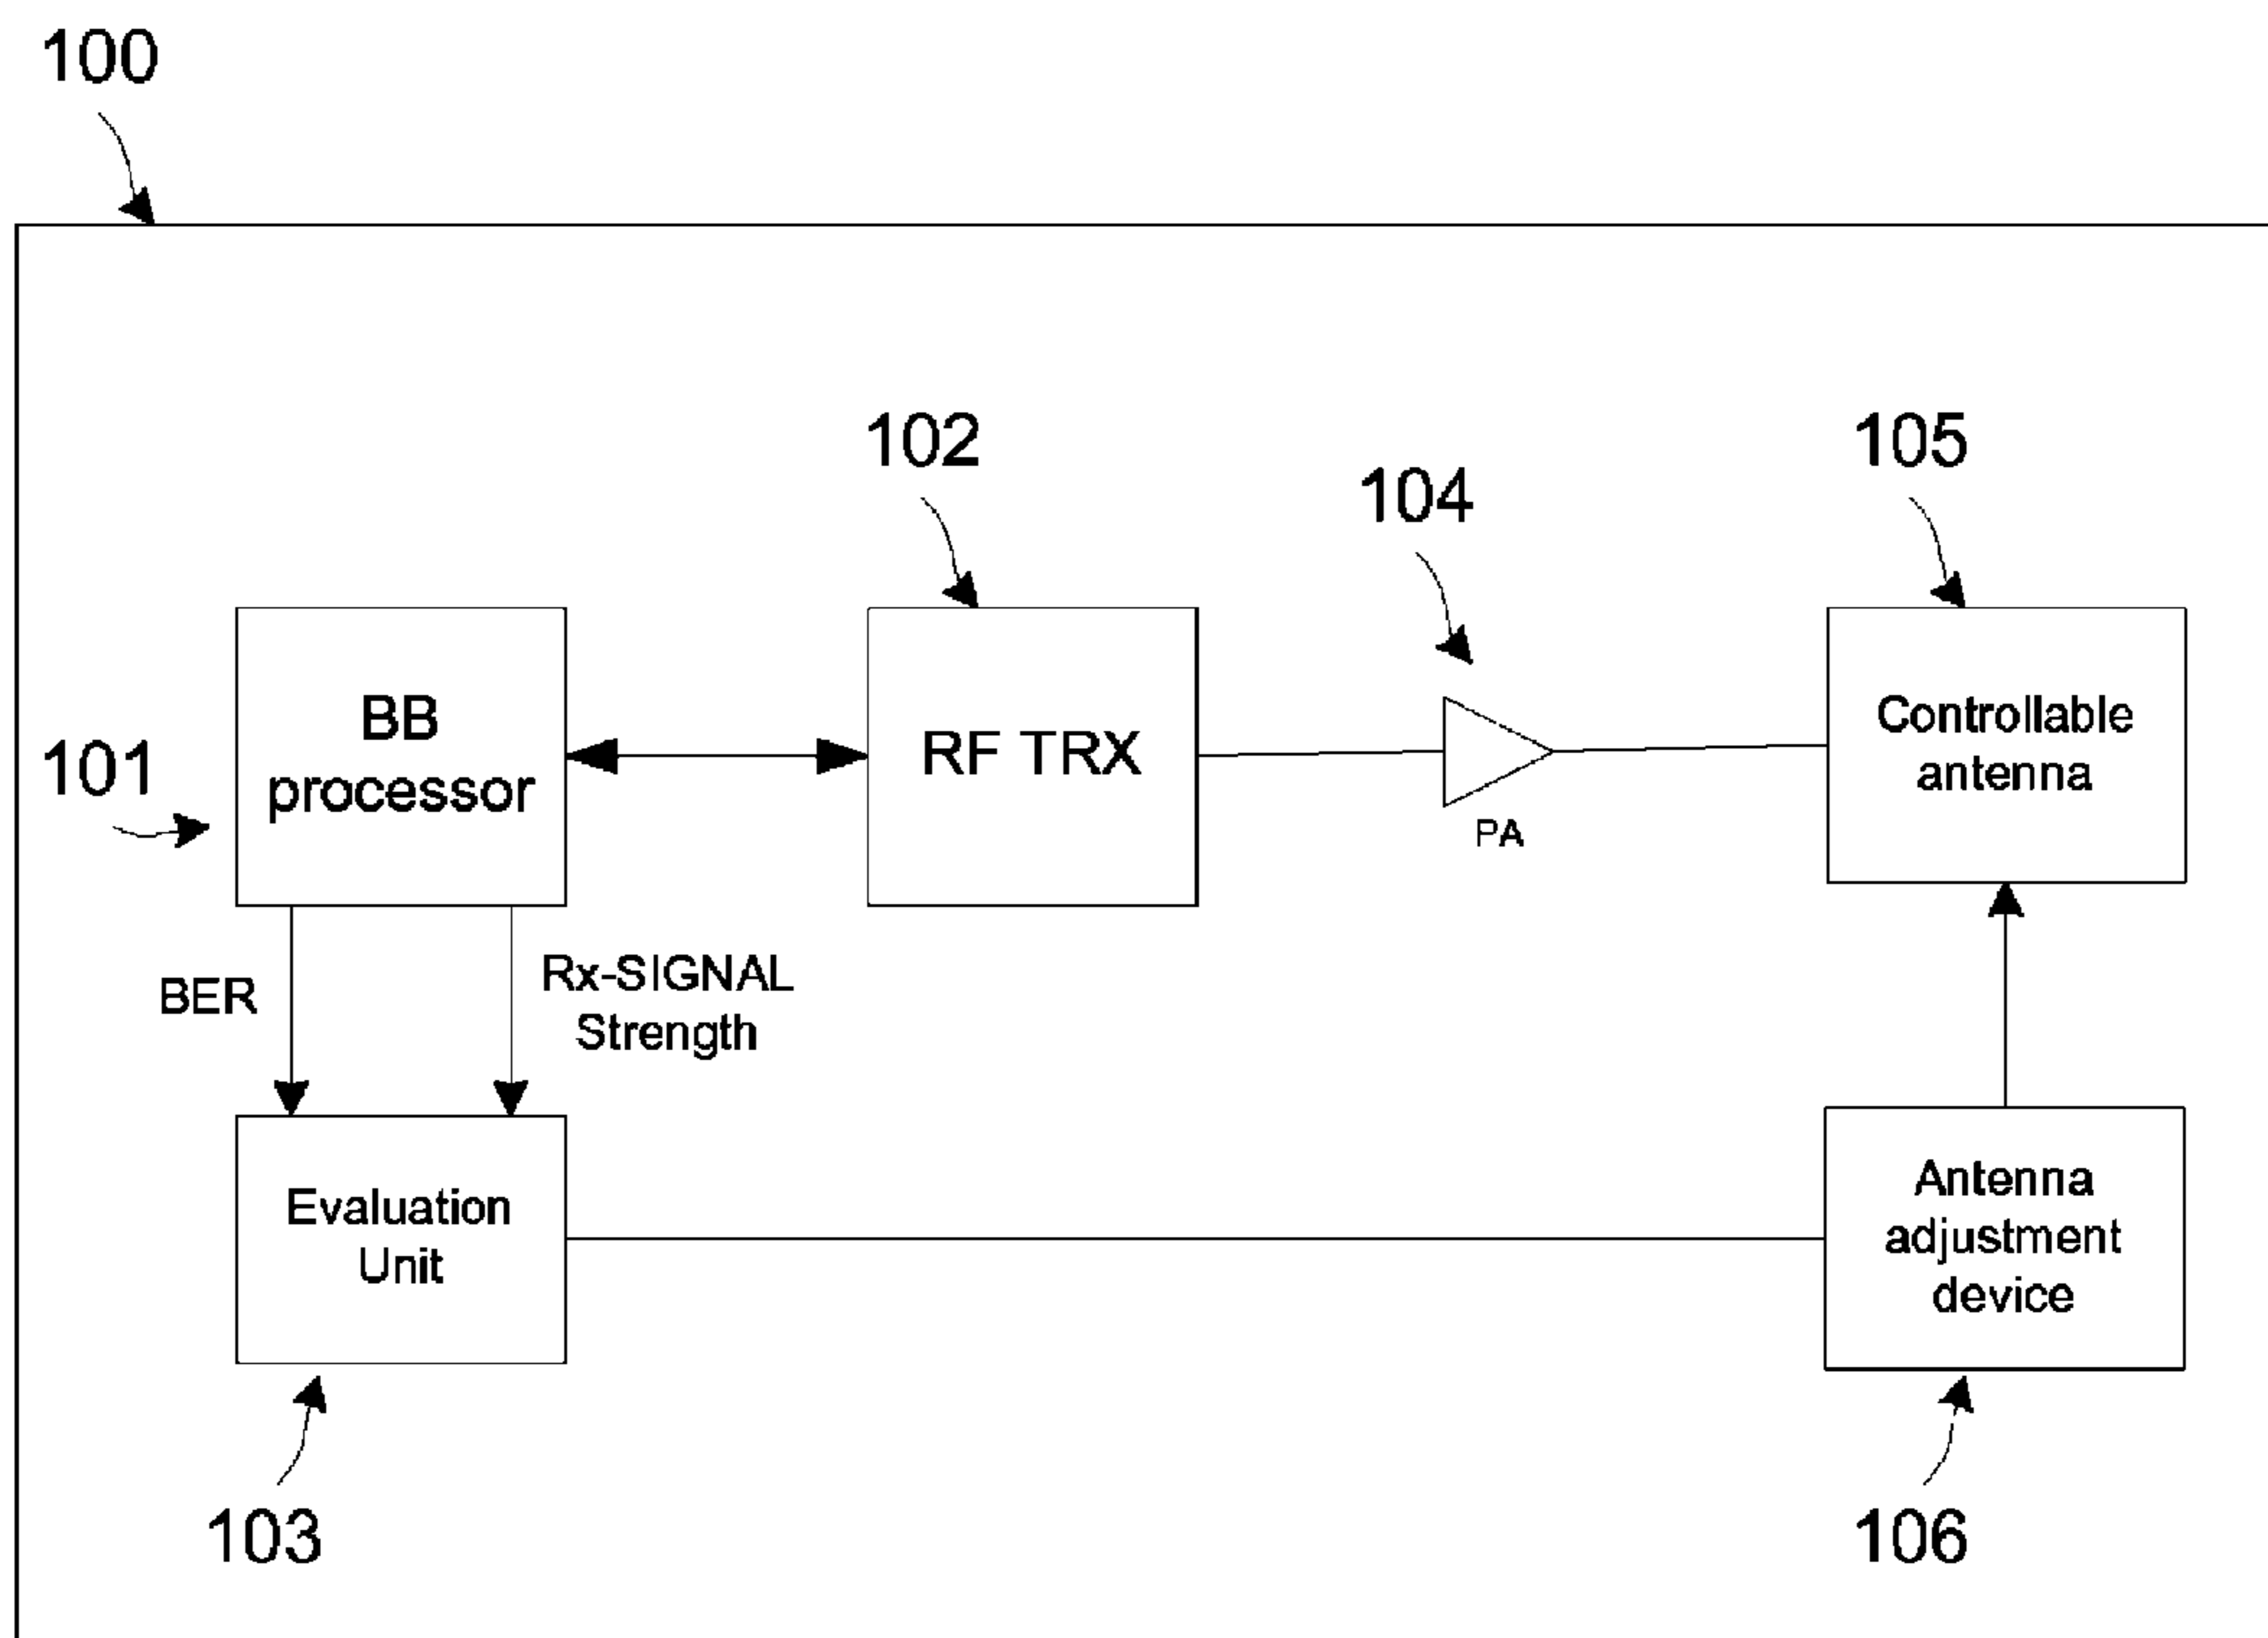 100
102
104
105
101
BB
processor
RF TRX
PA
Controllable
antenna
BER
Rx-SIGNAL
Strength
Evaluation
Unit
Antenna
adjustment
device
103
106